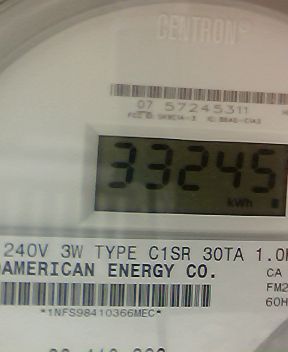 CENTRON®
07 57245311
33245
kWh
240V 3W TYPE C1SR 30TA 1.0
CA
AMERICAN ENERGY CO.
FM2
60H
*1NFS98410366MEC*